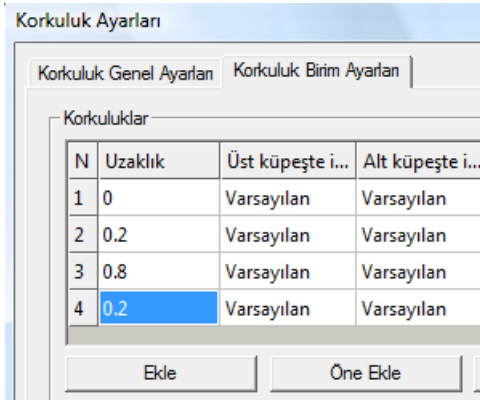 Korkuluk Ayarları
Korkuluk Genel Ayarları Korkuluk Birim Ayarları
Korkuluklar
N Uzaklık Üst küpeşte i... Alt küpeşte i...
1 0 Varsayılan Varsayılan
2 0.2 Varsayılan Varsayılan
3 0.8 Varsayılan Varsayılan
4 0.2 Varsayılan Varsayılan
Ekle Öne Ekle